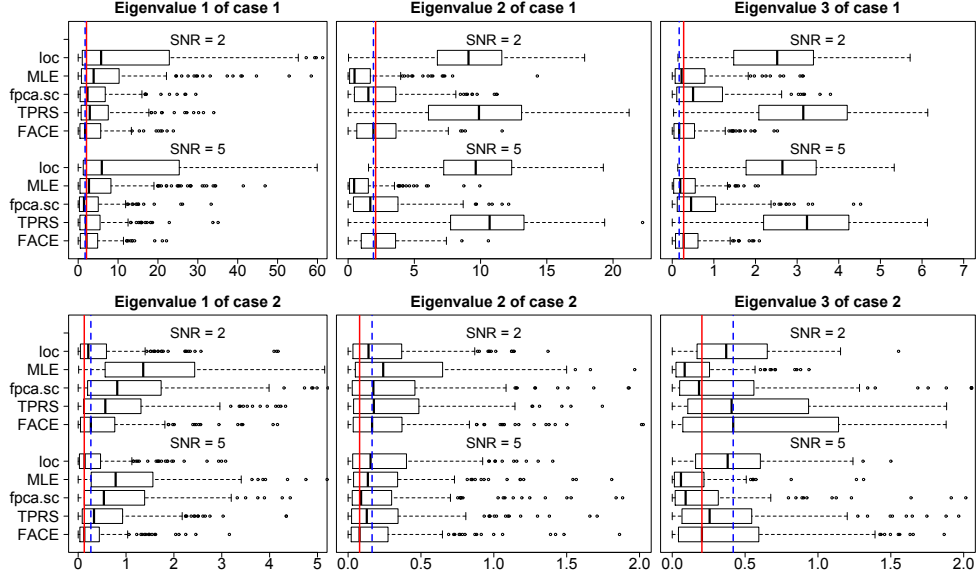 Eigenvalue 1 of case 1
Eigenvalue 2 of case 1
Eigenvalue 3 of case 1
SNR = 2
SNR = 2
SNR = 2
loc
MLE
fpca.sc
TPRS
FACE
SNR = 5
SNR = 5
SNR = 5
loc
MLE
fpca.sc
TPRS
FACE
0 10 20 30 40 50 60
0 5 10 15 20
0 1 2 3 4 5 6 7
Eigenvalue 1 of case 2
Eigenvalue 2 of case 2
Eigenvalue 3 of case 2
SNR = 2
SNR = 2
SNR = 2
loc
MLE
fpca.sc
TPRS
FACE
SNR = 5
SNR = 5
SNR = 5
loc
MLE
fpca.sc
TPRS
FACE
0 1 2 3 4 5
0.0 0.5 1.0 1.5 2.0
0.0 0.5 1.0 1.5 2.0